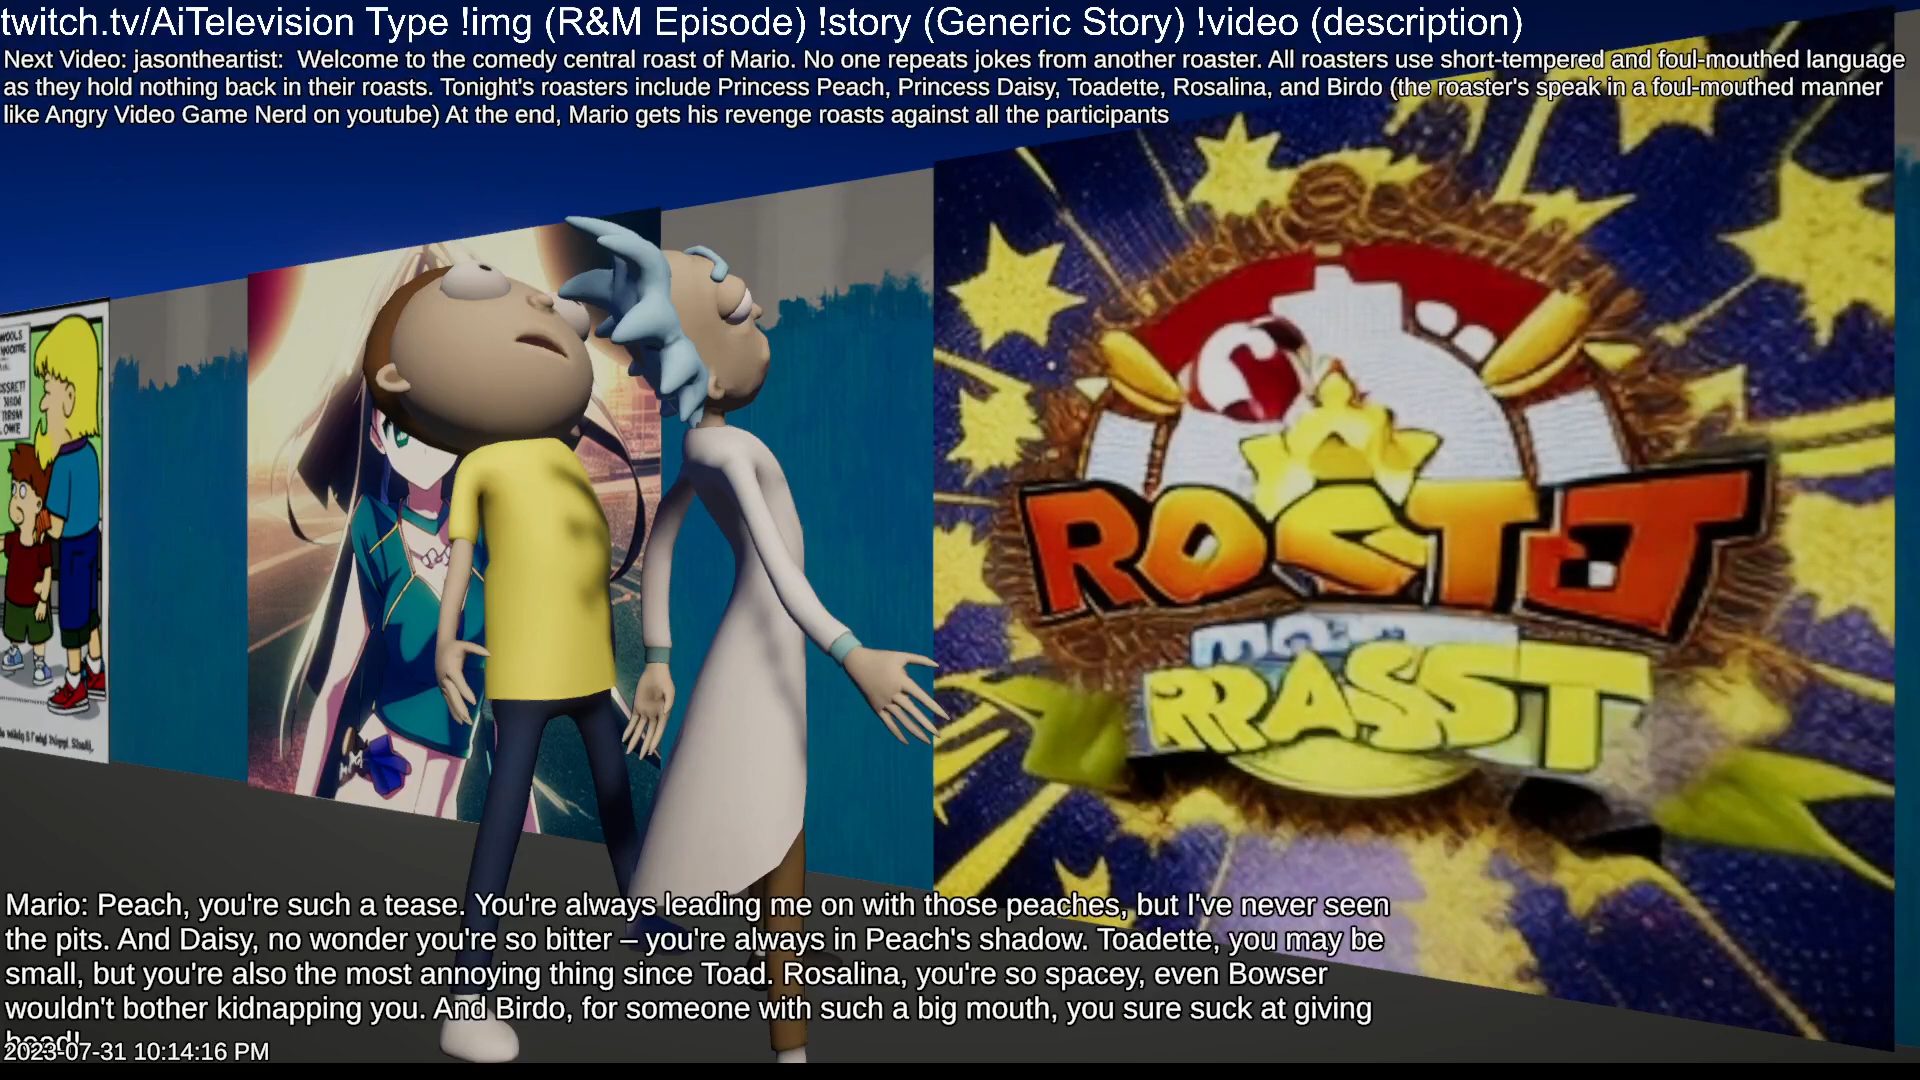 twitch.tv/AiTelevision Type !img (R&M Episode) !story (Generic Story) !video (description)
Next Video: jasontheartist:  Welcome to the comedy central roast of Mario. No one repeats jokes from another roaster. All roasters use short-tempered and foul-mouthed language
as they hold nothing back in their roasts. Tonight's roasters include Princess Peach, Princess Daisy, Toadette, Rosalina, and Birdo (the roaster's speak in a foul-mouthed manner
like Angry Video Game Nerd on youtube) At the end, Mario gets his revenge roasts against all the participants
RRASST
Mario: Peach, you're such a tease. You're always leading me on with those peaches, but I've never seen
the pits. And Daisy, no wonder you're so bitter – you're always in Peach's shadow. Toadette, you may be
small, but you're also the most annoying thing since Toad. Rosalina, you're so spacey, even Bowser
wouldn't bother kidnapping you. And Birdo, for someone with such a big mouth, you sure suck at giving
head!
2023-07-31 10:14:16 PM